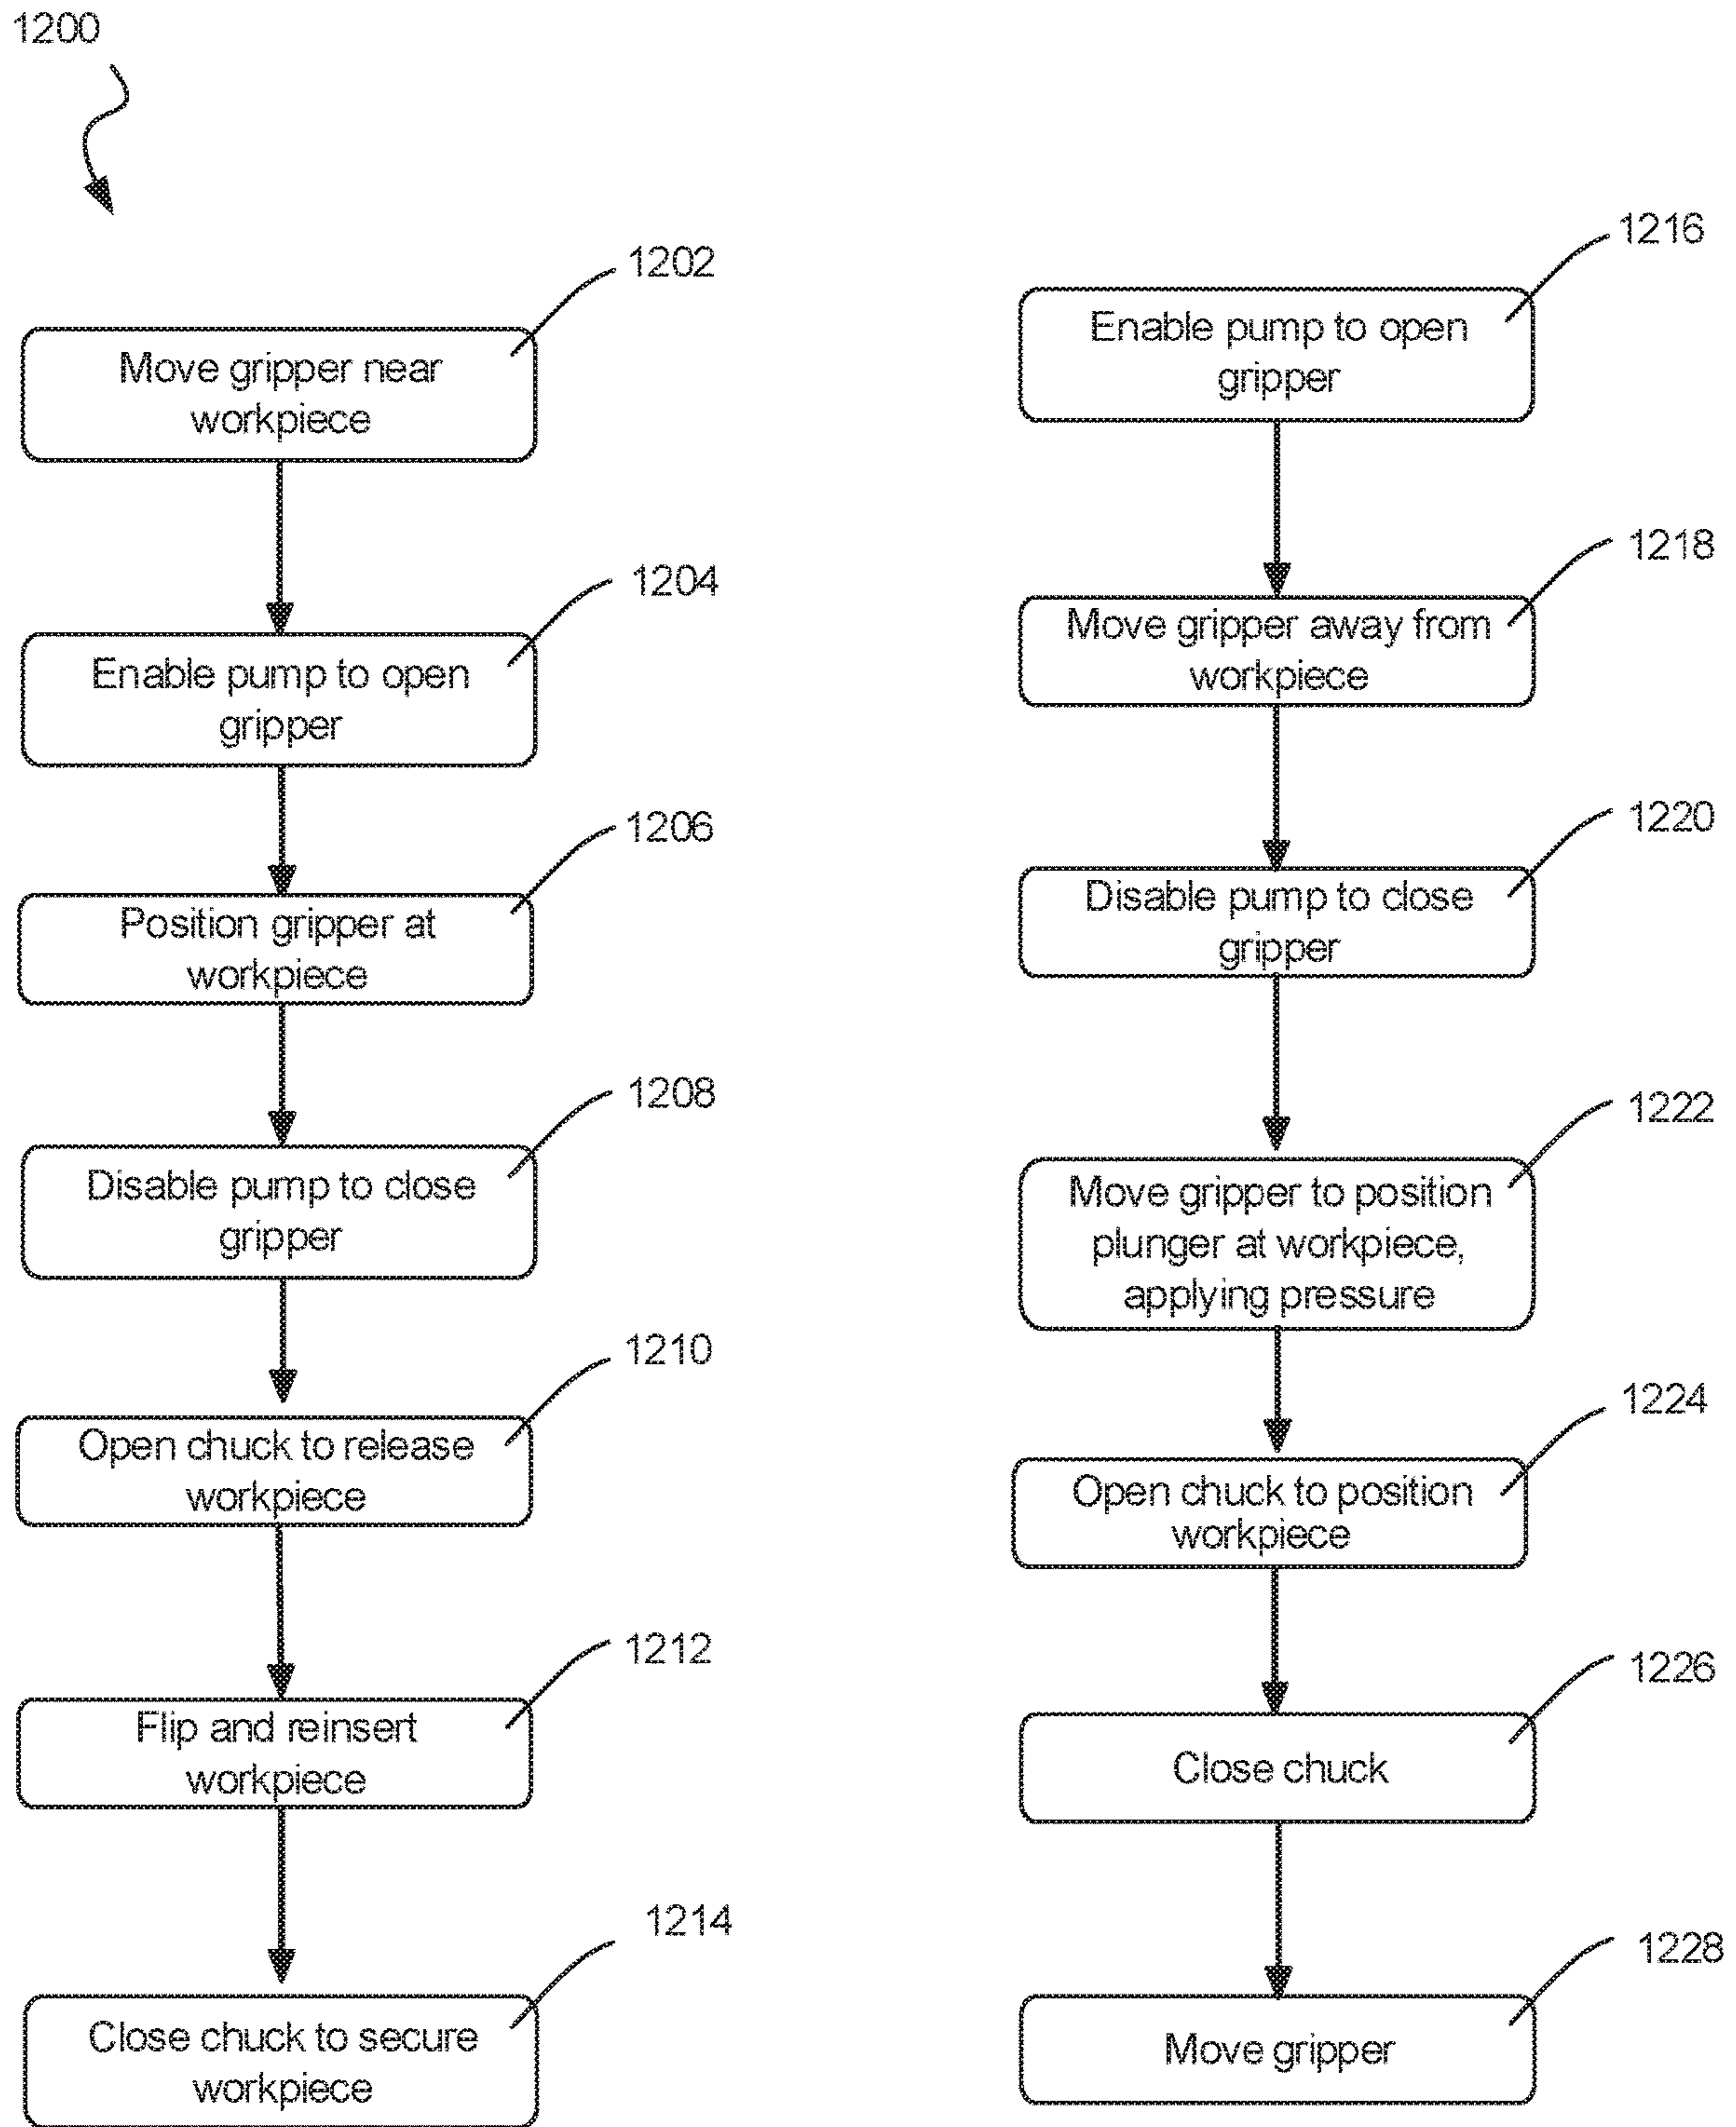 1200
1202
Move gripper near
workpiece
1204
Enable pump to open
gripper
1206
Position gripper at
workpiece
1208
Disable pump to close
gripper
1210
Open chuck to release
workpiece
1212
Flip and reinsert
workpiece
1214
Close chuck to secure
workpiece
1216
Enable pump to open
gripper
1218
Move gripper away from
workpiece
1220
Disable pump to close
gripper
1222
Move gripper to position
plunger at workpiece,
applying pressure
1224
Open chuck to position
workpiece
1226
Close chuck
1228
Move gripper